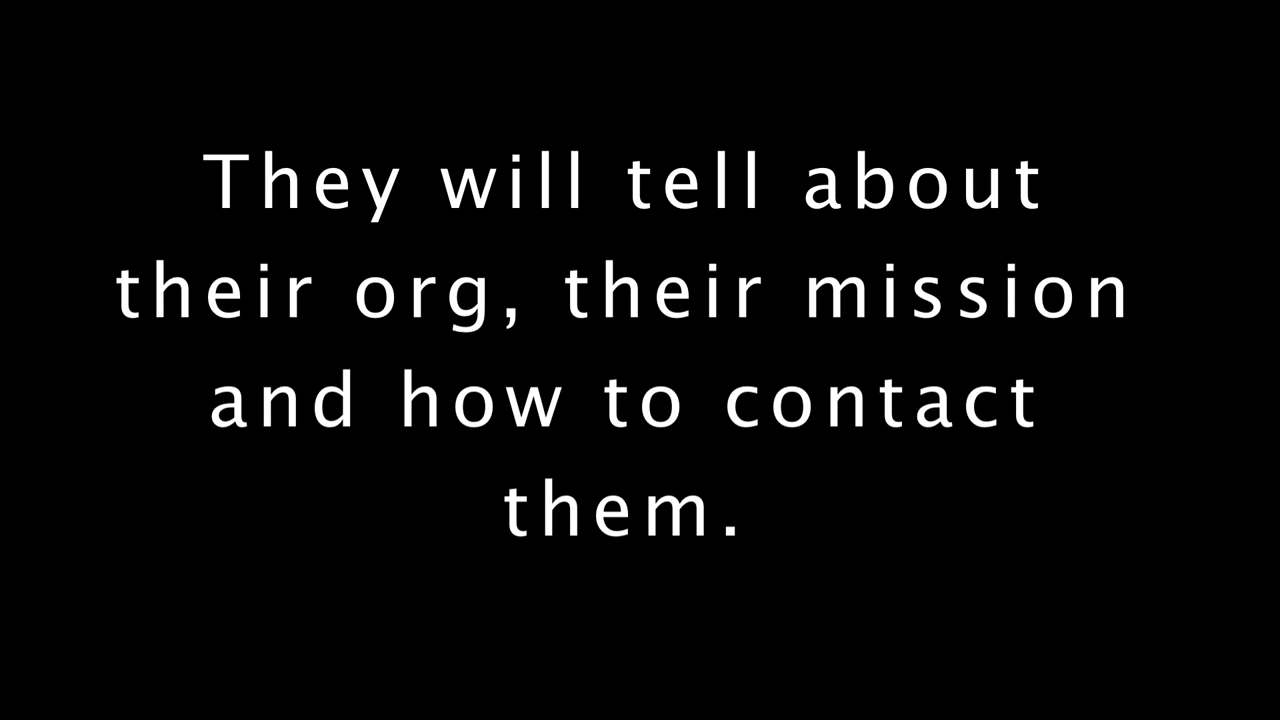 They will tell about
their org, their mission
and how to contact
them.